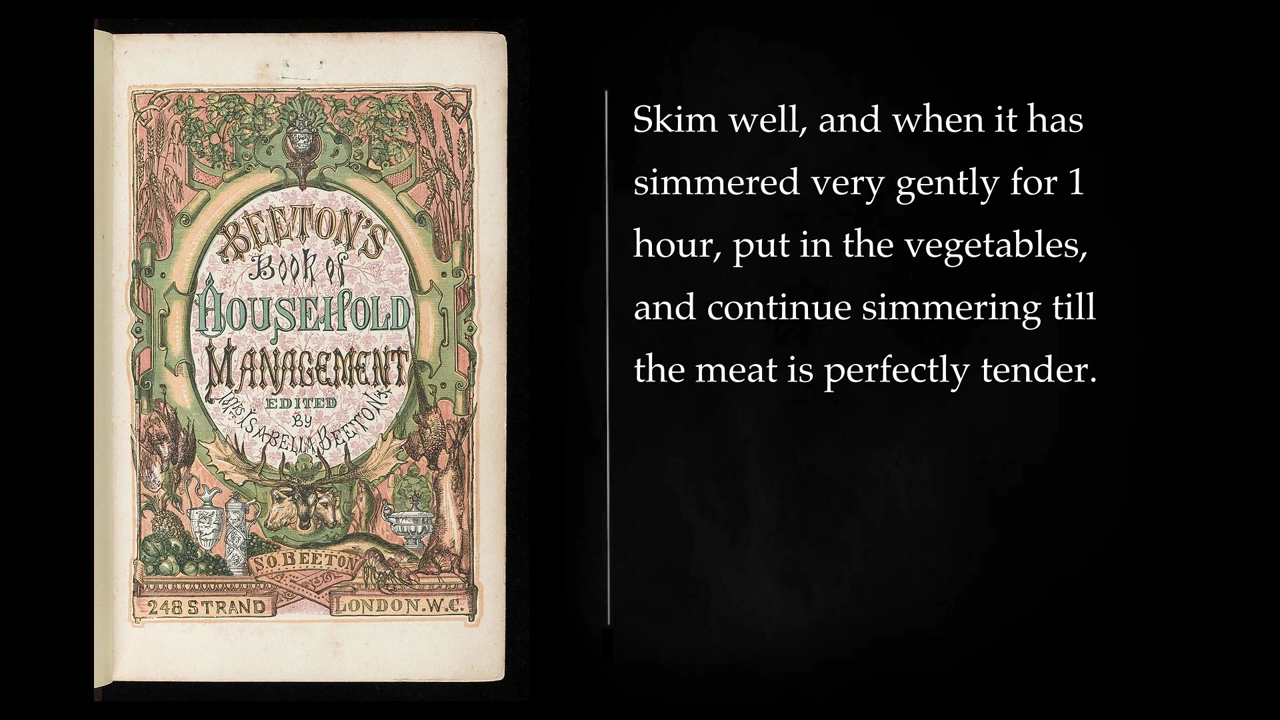 BEETON'S
Book of
HOUSEHOLD
MANAGEMENT
EDITED
BY
MRS ISABELLA BEETON.
S.O. BEETON
248 STRAND
LONDON. W.C.
Skim well, and when it has
simmered very gently for 1
hour, put in the vegetables,
and continue simmering till
the meat is perfectly tender.